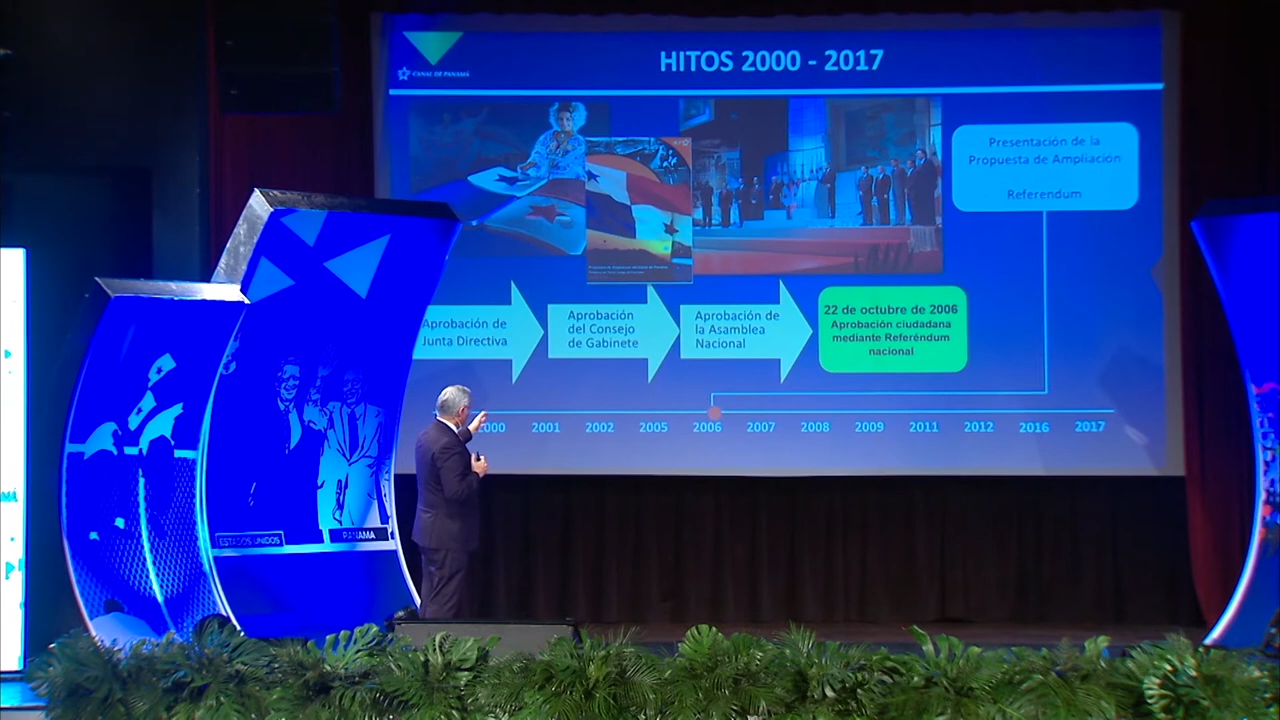 HITOS 2000 - 2017
CANAL DE PANAMÁ
Presentación de la
Propuesta de Ampliación
Referendum
Aprobación de
Junta Directiva
Aprobación
del Consejo
de Gabinete
Aprobación de
la Asamblea
Nacional
22 de octubre de 2006
Aprobación ciudadana
mediante Referéndum
nacional
2000 2001 2002 2005 2006 2007 2008 2009 2011 2012 2016 2017
ESTADOS UNIDOS
PANAMA